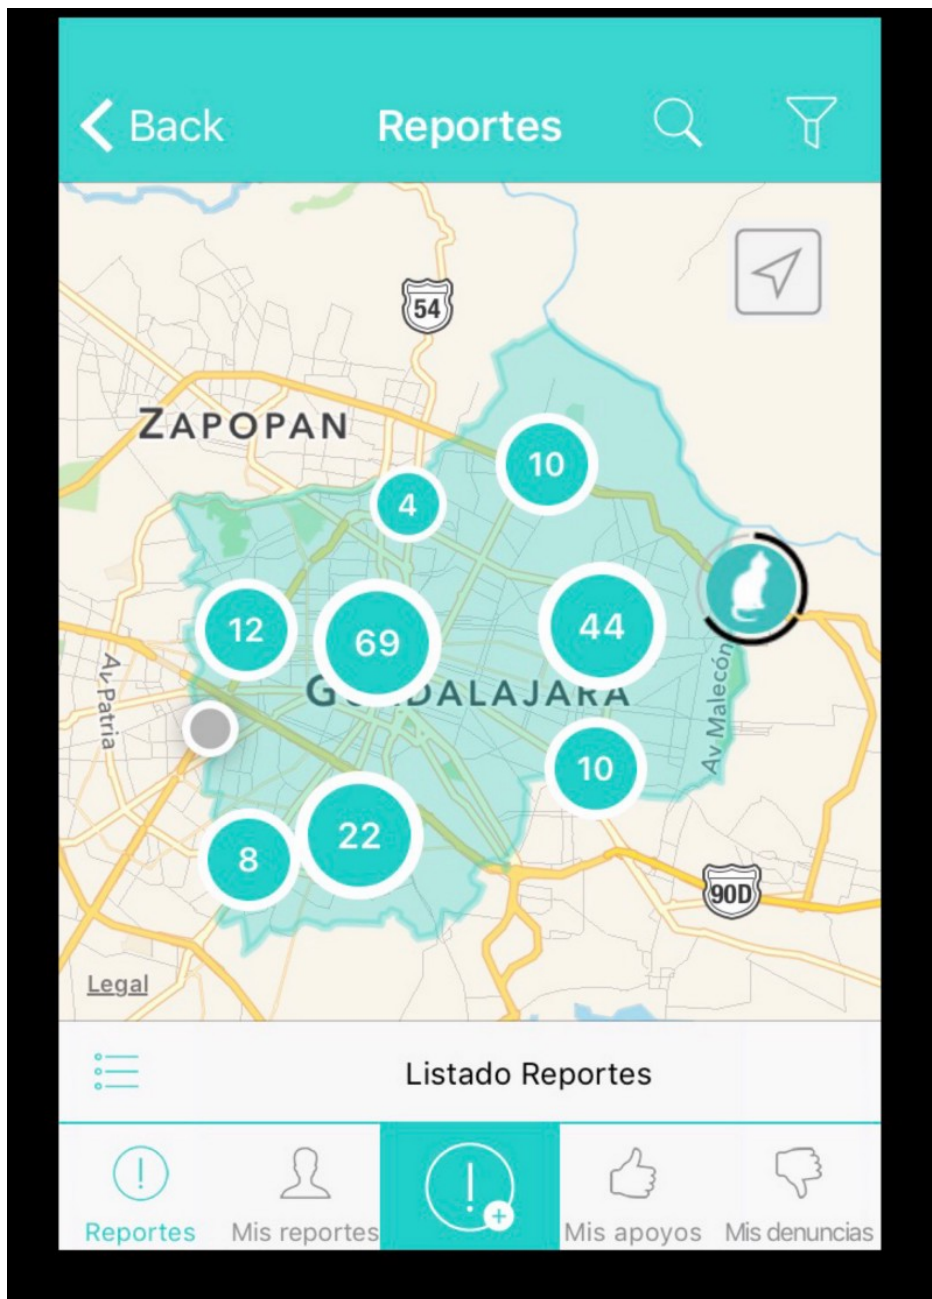 Back
Reportes
54
ZAPOPAN
10
4
12
69
44
GUADALAJARA
Av Patria
Av Malecón
10
22
8
90D
Legal
Listado Reportes
Reportes
Mis reportes
Mis apoyos
Mis denuncias